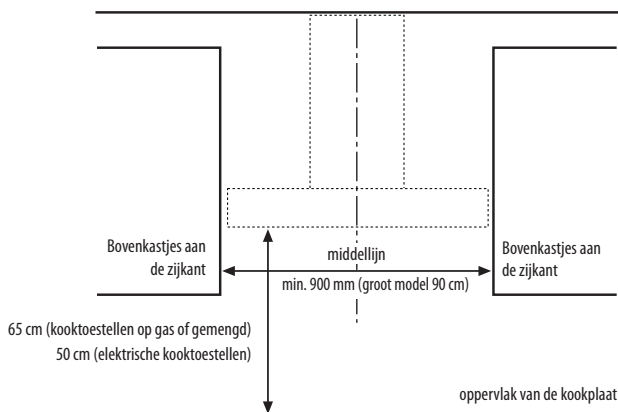 Bovenkastjes aan
de zijkant
middellijn
min. 900 mm (groot model 90 cm)
Bovenkastjes aan
de zijkant
65 cm (kooktoestellen op gas of gemengd)
50 cm (elektrische kooktoestellen)
oppervlak van de kookplaat